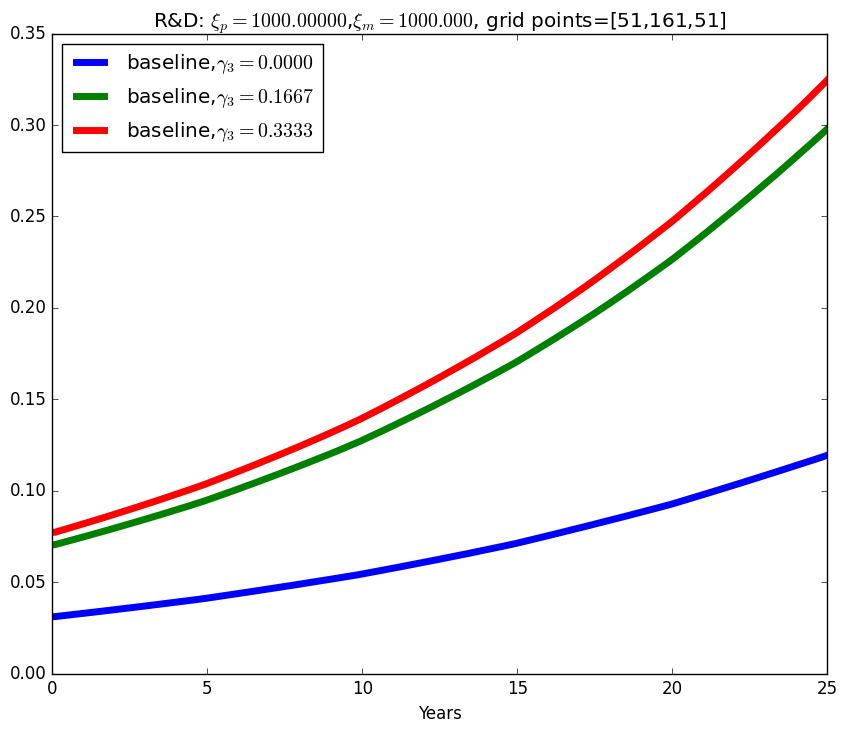 R&D: ξₚ = 1000.00000,ξₘ = 1000.000, grid points=[51,161,51]
0.35
baseline,γ₃ = 0.0000
baseline,γ₃ = 0.1667
baseline,γ₃ = 0.3333
0.30
0.25
0.20
0.15
0.10
0.05
0.00
0 5 10 15 20 25
Years